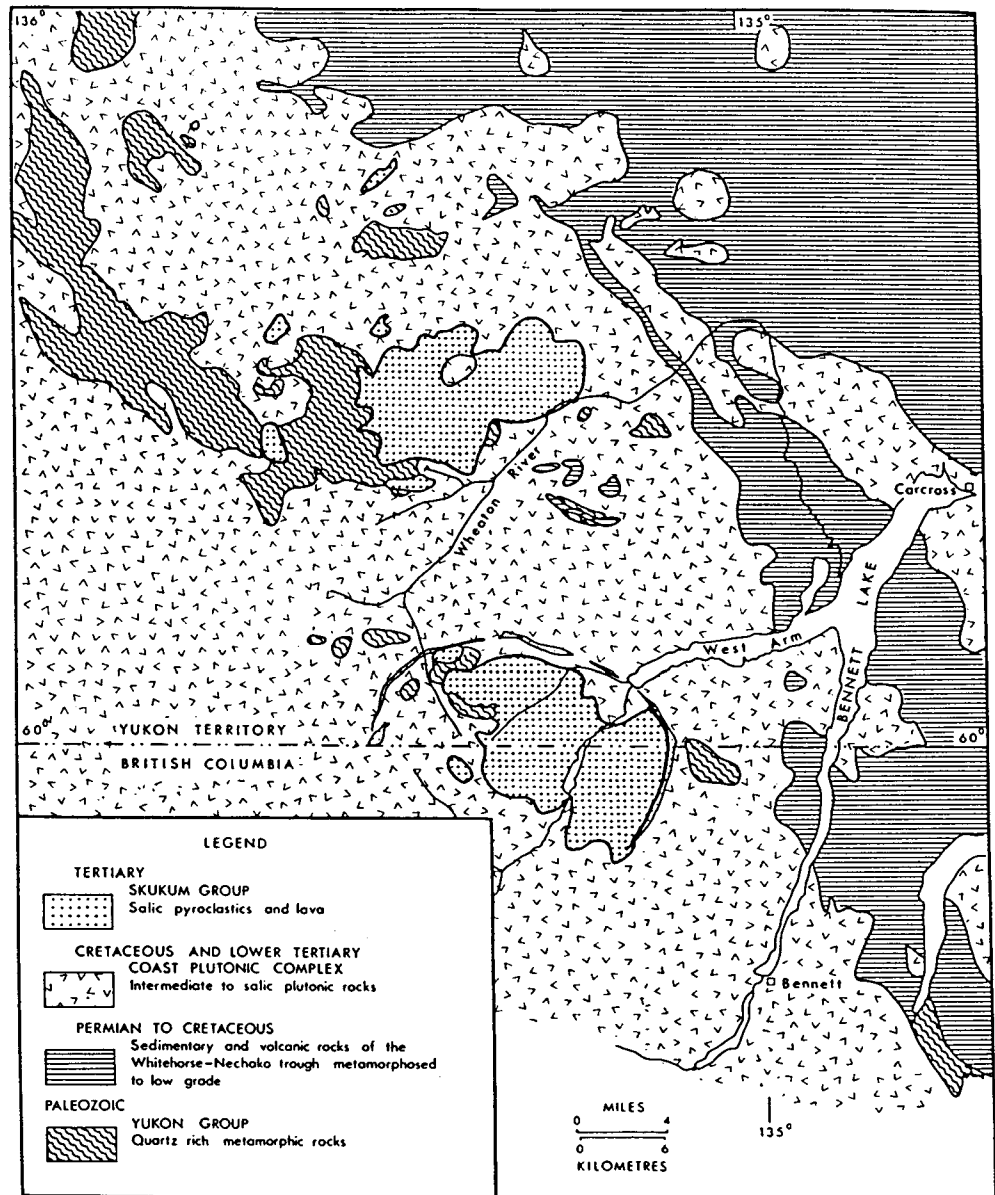 136°
135°
Wheaton River
Carcross
BENNETT LAKE
West Arm
60°
YUKON TERRITORY
60°
BRITISH COLUMBIA
Bennett
LEGEND
TERTIARY
SKUKUM GROUP
Salic pyroclastics and lava
CRETACEOUS AND LOWER TERTIARY
COAST PLUTONIC COMPLEX
Intermediate to salic plutonic rocks
PERMIAN TO CRETACEOUS
Sedimentary and volcanic rocks of the
Whitehorse-Nechako trough metamorphosed
to low grade
PALEOZOIC
YUKON GROUP
Quartz rich metamorphic rocks
MILES
0 4
0 6
KILOMETRES
135°